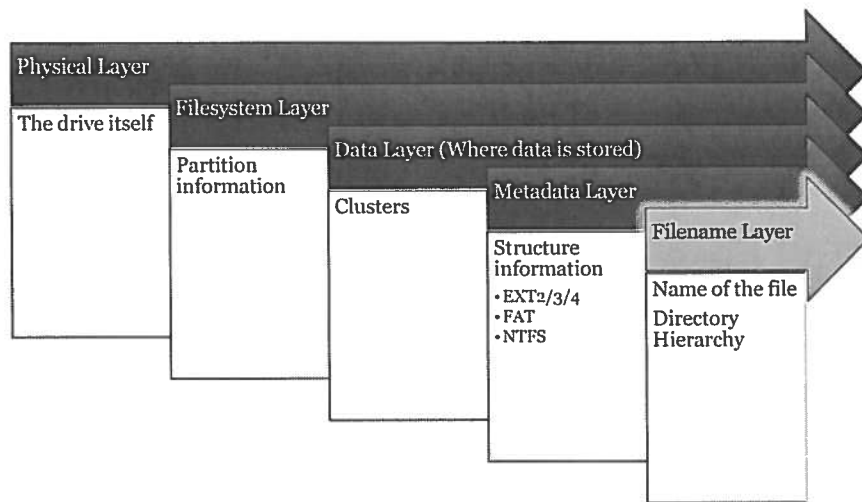 Physical Layer
The drive itself
Filesystem Layer
Partition
information
Data Layer (Where data is stored)
Clusters
Metadata Layer
Structure
information
• EXT2/3/4
• FAT
• NTFS
Filename Layer
Name of the file
Directory
Hierarchy